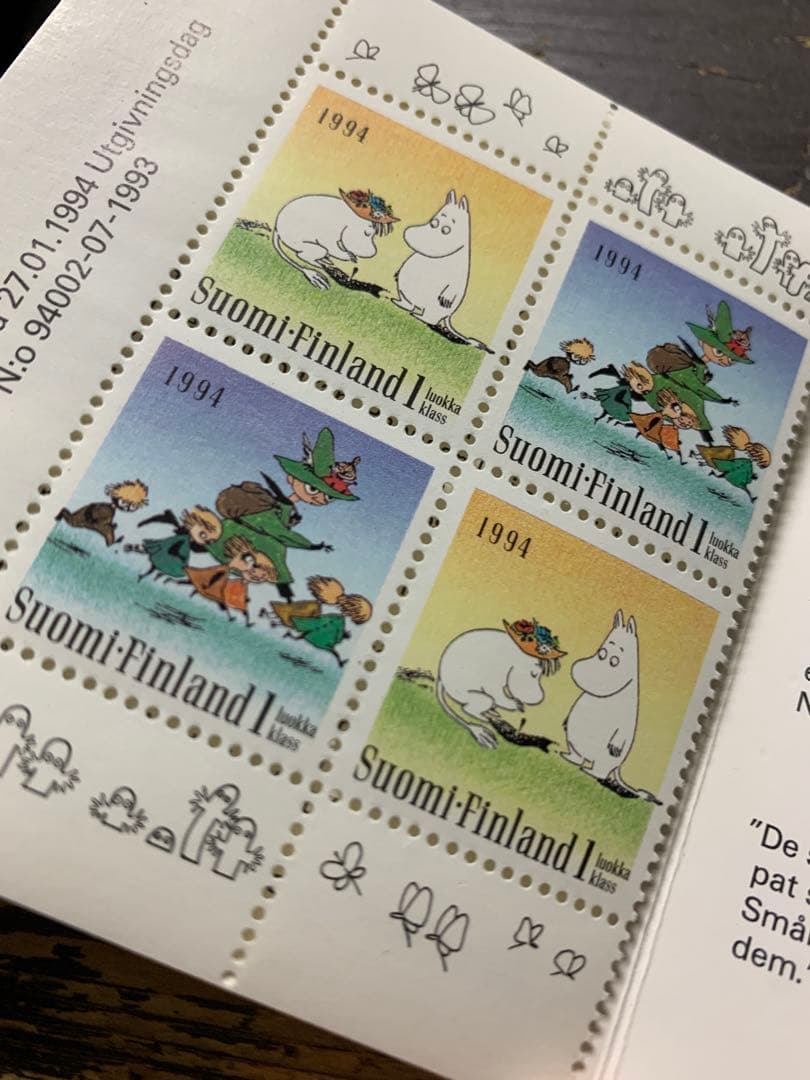 27.01.1994 Utgivningsdag
N:o 94002-07-1993
1994
Suomi·Finland 1 luokka
klass
1994
Suomi·Finland 1 luokka
klass
1994
Suomi·Finland 1 luokka
klass
1994
Suomi·Finland 1 luokka
klass
"De
pat
dem."